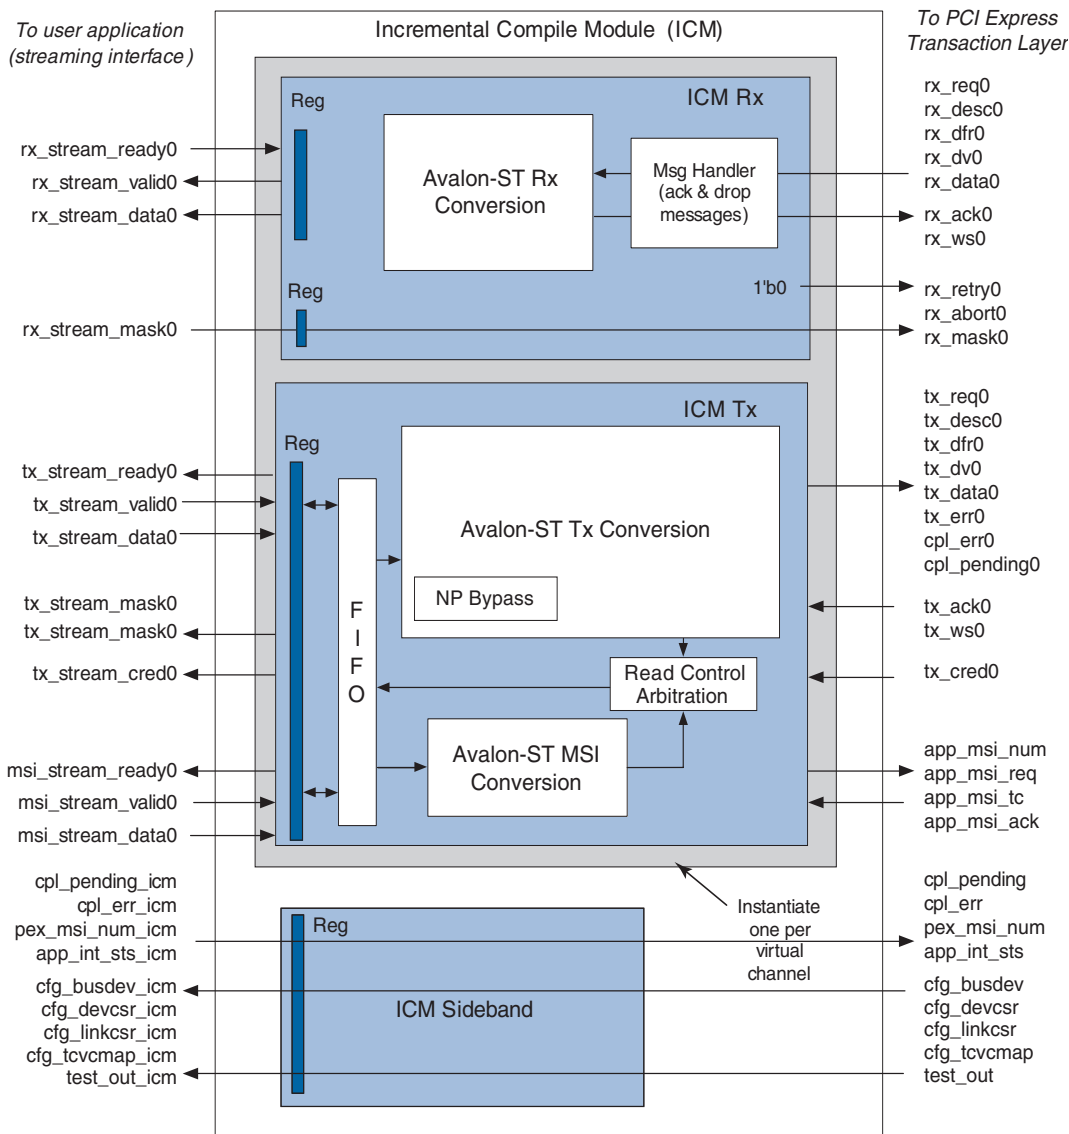 To user application
(streaming interface)
Incremental Compile Module (ICM)
To PCI Express
Transaction Layer
ICM Rx
Reg
rx_stream_ready0
rx_stream_valid0
rx_stream_data0
Avalon-ST Rx
Conversion
Msg Handler
(ack & drop
messages)
rx_req0
rx_desc0
rx_dfr0
rx_dv0
rx_data0
rx_ack0
rx_ws0
Reg
rx_stream_mask0
1'b0
rx_retry0
rx_abort0
rx_mask0
ICM Tx
Reg
tx_stream_ready0
tx_stream_valid0
tx_stream_data0
tx_stream_mask0
tx_stream_mask0
tx_stream_cred0
msi_stream_ready0
msi_stream_valid0
msi_stream_data0
F
I
F
O
Avalon-ST Tx Conversion
NP Bypass
Read Control
Arbitration
Avalon-ST MSI
Conversion
tx_req0
tx_desc0
tx_dfr0
tx_dv0
tx_data0
tx_err0
cpl_err0
cpl_pending0
tx_ack0
tx_ws0
tx_cred0
app_msi_num
app_msi_req
app_msi_tc
app_msi_ack
Instantiate
one per
virtual
channel
cpl_pending_icm
cpl_err_icm
pex_msi_num_icm
app_int_sts_icm
cfg_busdev_icm
cfg_devcsr_icm
cfg_linkcsr_icm
cfg_tcvcmap_icm
test_out_icm
Reg
ICM Sideband
cpl_pending
cpl_err
pex_msi_num
app_int_sts
cfg_busdev
cfg_devcsr
cfg_linkcsr
cfg_tcvcmap
test_out